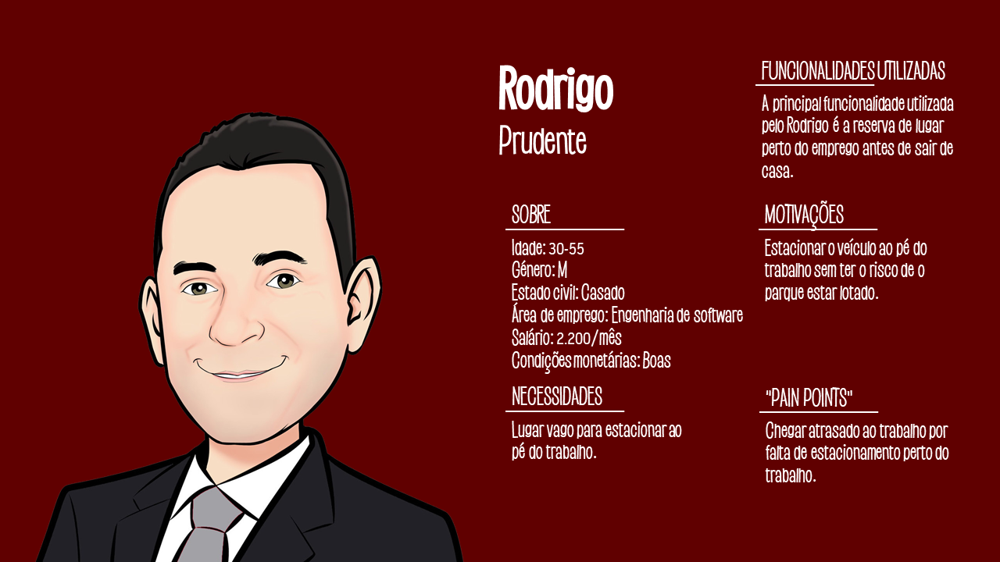 Rodrigo
Prudente
SOBRE
Idade: 30-55
Género: M
Estado civil: Casado
Área de emprego: Engenharia de software
Salário: 2.200/mês
Condições monetárias: Boas
NECESSIDADES
Lugar vago para estacionar ao
pé do trabalho.
FUNCIONALIDADES UTILIZADAS
A principal funcionalidade utilizada
pelo Rodrigo é a reserva de lugar
perto do emprego antes de sair de
casa.
MOTIVAÇÕES
Estacionar o veículo ao pé do
trabalho sem ter o risco de o
parque estar lotado.
"PAIN POINTS"
Chegar atrasado ao trabalho por
falta de estacionamento perto do
trabalho.